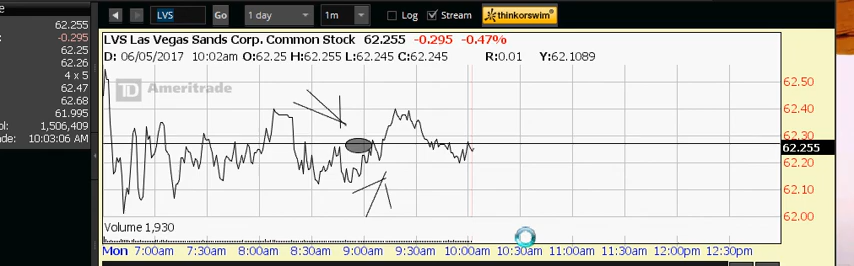 LVS Go 1 day 1m Log Stream thinkorswim
62.255
-0.295
62.25
62.26
4 x 5
62.47
62.68
61.995
1,506,409
10:03:06 AM
LVS Las Vegas Sands Corp. Common Stock 62.255 -0.295 -0.47%
D: 06/05/2017 10:02am O:62.25 H:62.255 L:62.245 C:62.245 R:0.01 Y:62.1089
TD Ameritrade
62.50
62.40
62.30
62.255
62.20
62.10
62.00
Volume 1,930
Mon 7:00am 7:30am 8:00am 8:30am 9:00am 9:30am 10:00am 10:30am 11:00am 11:30am 12:00pm 12:30pm